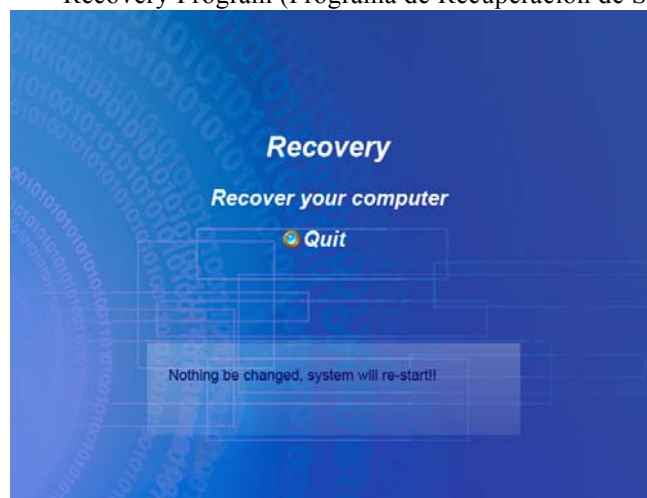 Recovery Program (Programa de Recuperación de S
Recovery
Recover your computer
Quit
Nothing be changed, system will re-start!!